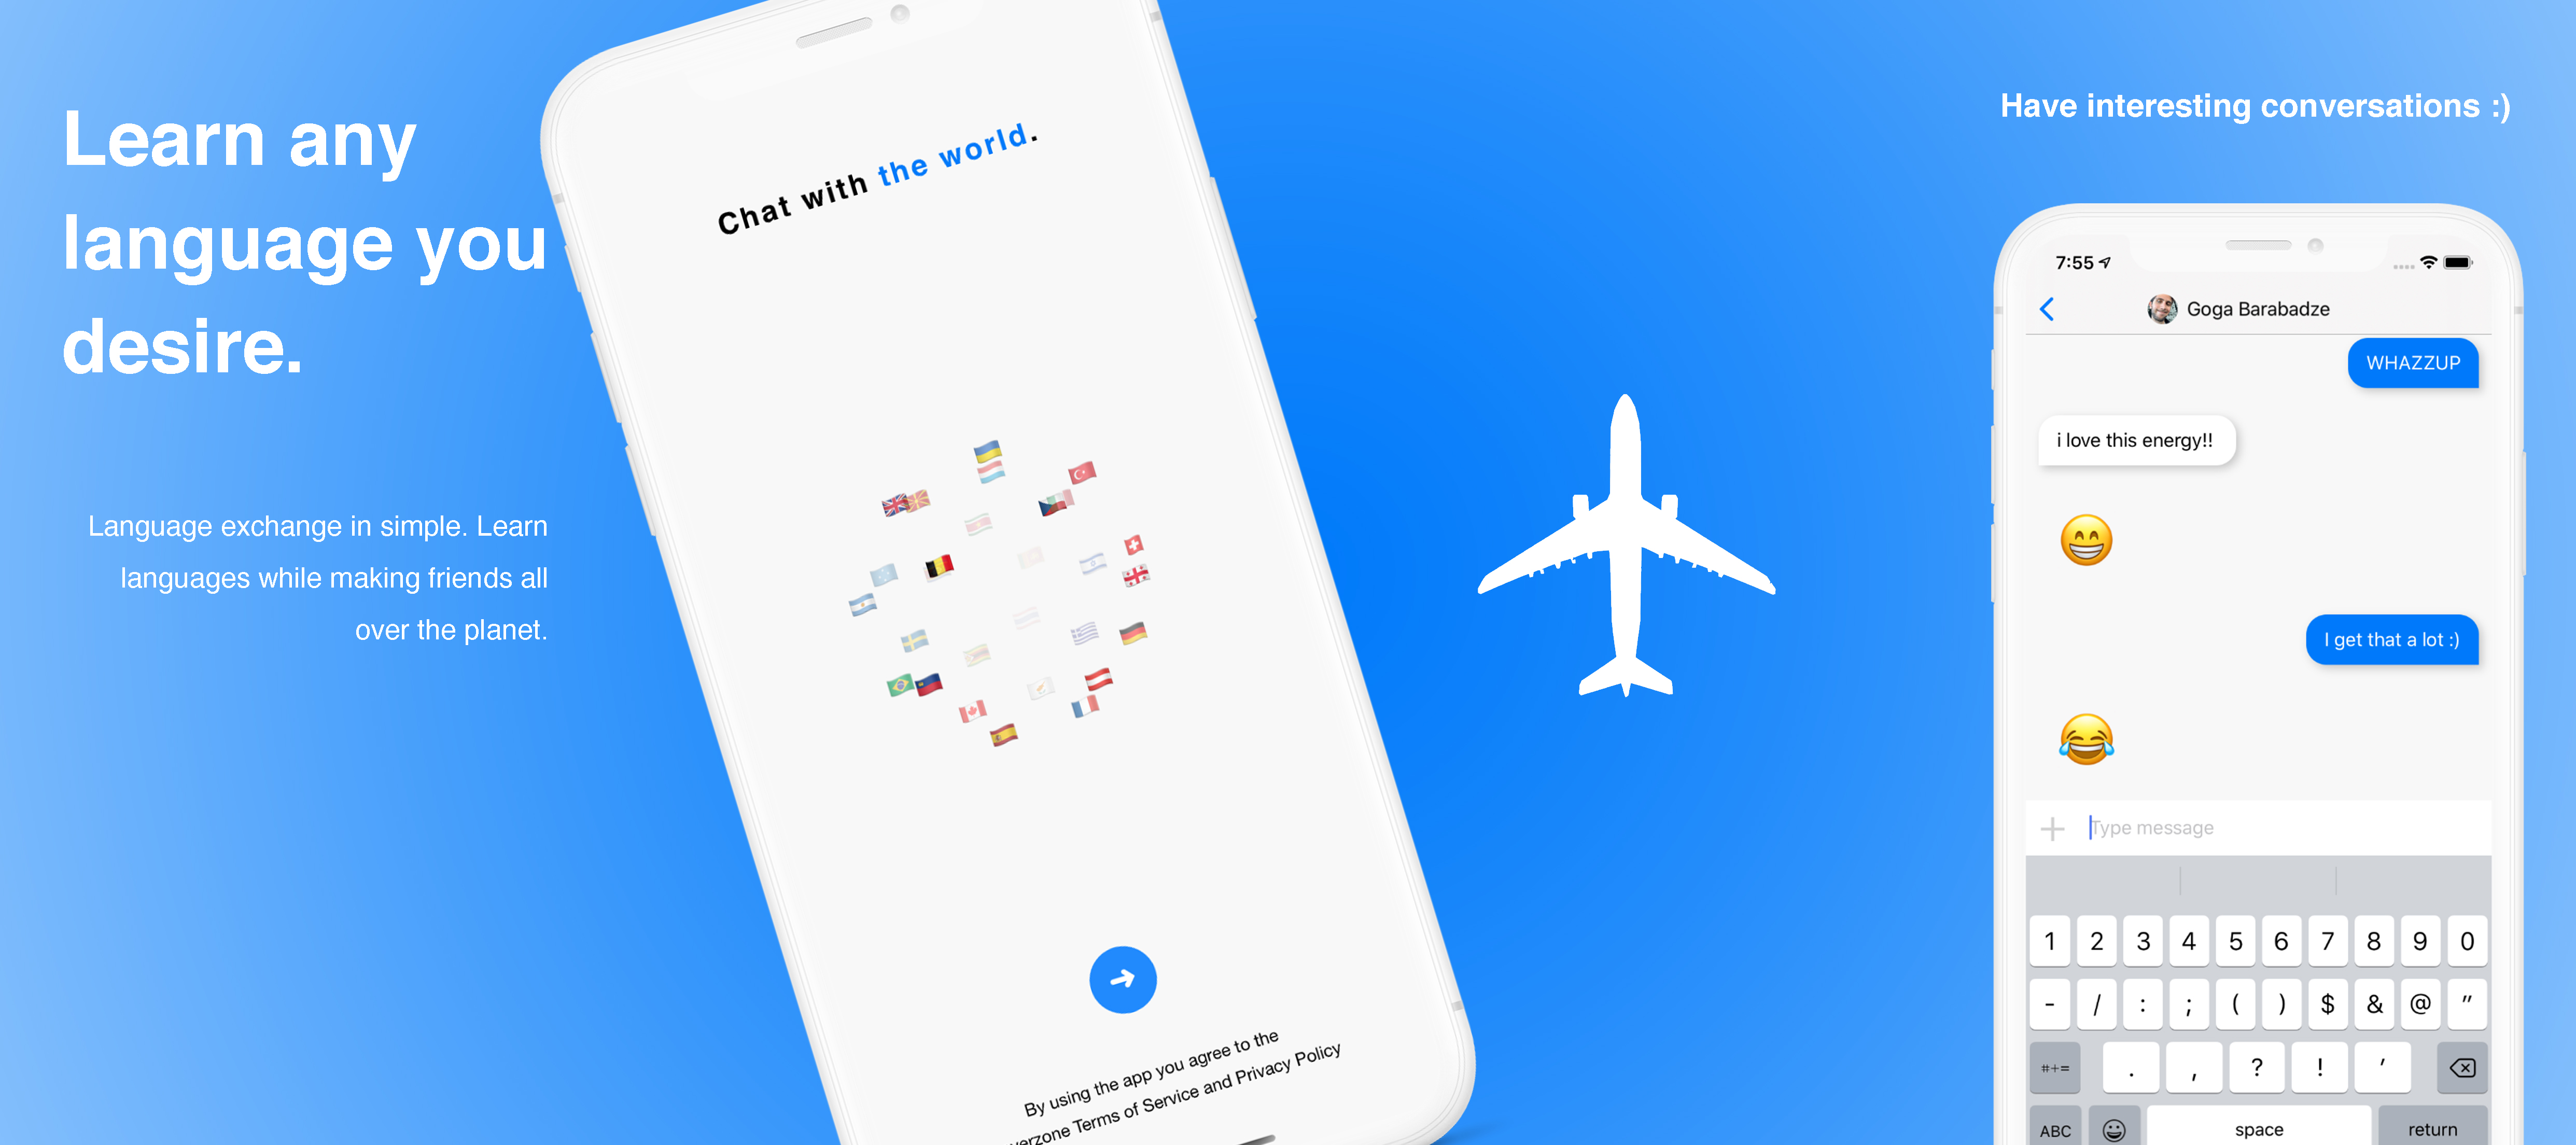 Learn any
language you
desire.
Language exchange in simple. Learn
languages while making friends all
over the planet.
Chat with the world.
By using the app you agree to the
Terms of Service and Privacy Policy
Have interesting conversations :)
7:55
Goga Barabadze
WHAZZUP
i love this energy!!
I get that a lot :)
Type message
1 2 3 4 5 6 7 8 9 0
- / : ; ( ) $ & @ "
#+= . , ? ! '
ABC space return